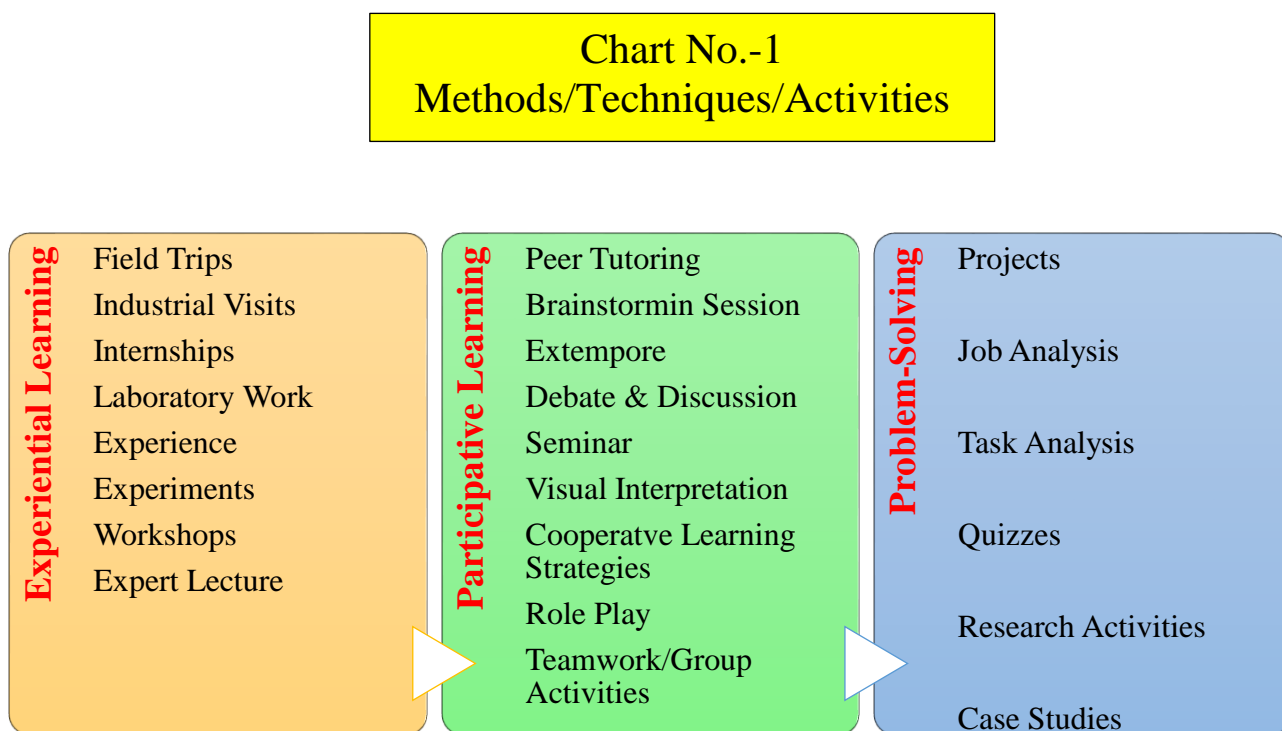 Chart No.-1
Methods/Techniques/Activities
Experiential Learning
Field Trips
Industrial Visits
Internships
Laboratory Work
Experience
Experiments
Workshops
Expert Lecture
Participative Learning
Peer Tutoring
Brainstormin Session
Extempore
Debate & Discussion
Seminar
Visual Interpretation
Cooperatve Learning
Strategies
Role Play
Teamwork/Group
Activities
Problem-Solving
Projects
Job Analysis
Task Analysis
Quizzes
Research Activities
Case Studies